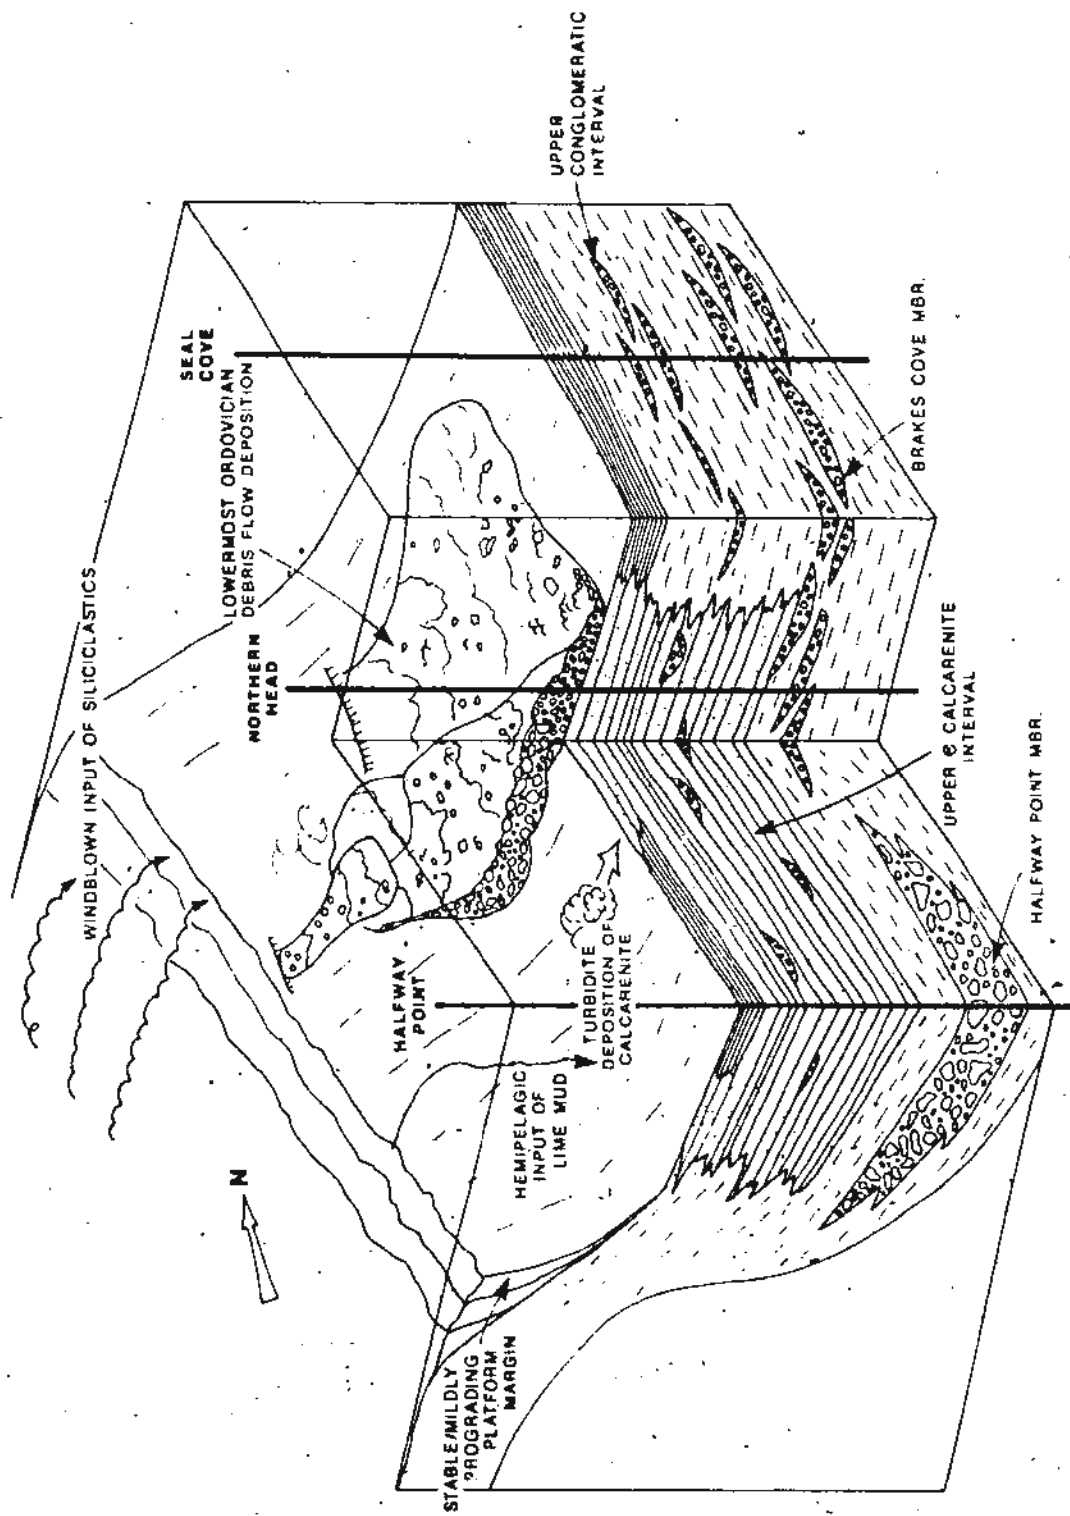 WINDBLOWN INPUT OF SILICICLASTICS
LOWERMOST ORDOVICIAN
DEBRIS FLOW DEPOSITION
SEAL
COVE
NORTHERN
HEAD
HALFWAY
POINT
N
STABLE/MILDLY
PROGRADING
PLATFORM
MARGIN
HEMIPELAGIC
INPUT OF
LIME MUD
TURBIDITE
DEPOSITION OF
CALCARENITE
UPPER
CONGLOMERATIC
INTERVAL
BRAKES COVE MBR.
UPPER Є CALCARENITE
INTERVAL
HALFWAY POINT MBR.